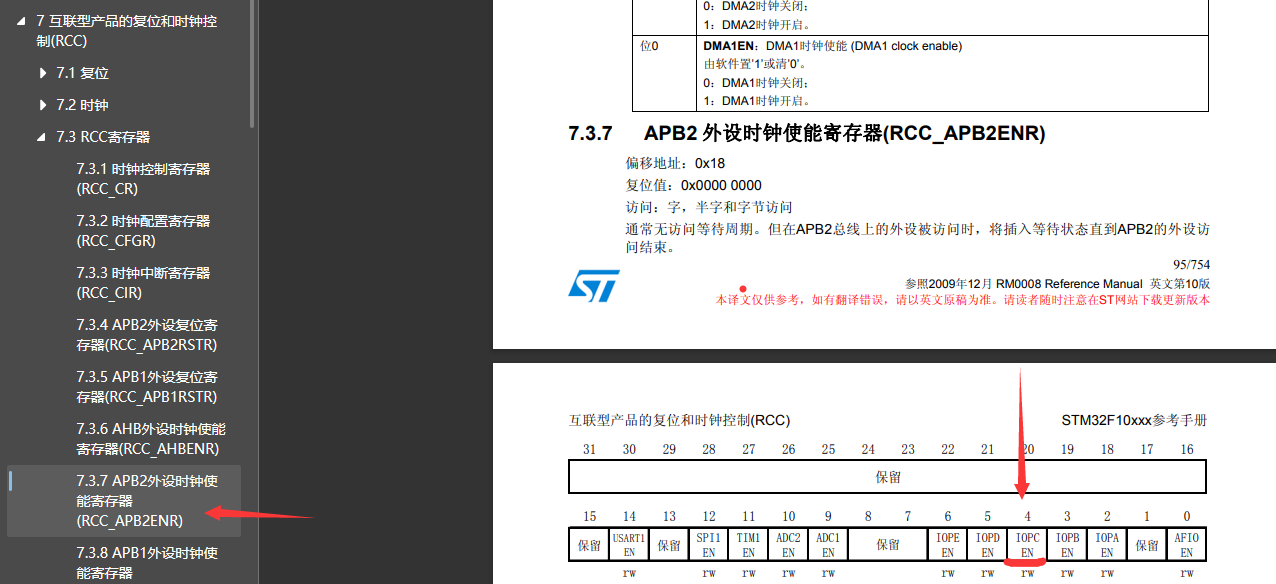 7 互联型产品的复位和时钟控
制(RCC)
7.1 复位
7.2 时钟
7.3 RCC寄存器
7.3.1 时钟控制寄存器
(RCC_CR)
7.3.2 时钟配置寄存器
(RCC_CFGR)
7.3.3 时钟中断寄存器
(RCC_CIR)
7.3.4 APB2外设复位寄
存器(RCC_APB2RSTR)
7.3.5 APB1外设复位寄
存器(RCC_APB1RSTR)
7.3.6 AHB外设时钟使能
寄存器(RCC_AHBENR)
7.3.7 APB2外设时钟使
能寄存器
(RCC_APB2ENR)
7.3.8 APB1外设时钟使
能寄存器
0：DMA2时钟关闭；
1：DMA2时钟开启。
位0 DMA1EN：DMA1时钟使能 (DMA1 clock enable)
由软件置'1'或清'0'。
0：DMA1时钟关闭；
1：DMA1时钟开启。
7.3.7 APB2 外设时钟使能寄存器(RCC_APB2ENR)
偏移地址：0x18
复位值：0x0000 0000
访问：字，半字和字节访问
通常无访问等待周期。但在APB2总线上的外设被访问时，将插入等待状态直到APB2的外设访
问结束。
95/754
参照2009年12月 RM0008 Reference Manual 英文第10版
本译文仅供参考，如有翻译错误，请以英文原稿为准。请读者随时注意在ST网站下载更新版本
ST
互联型产品的复位和时钟控制(RCC) STM32F10xxx参考手册
31 30 29 28 27 26 25 24 23 22 21 20 19 18 17 16
保留
15 14 13 12 11 10 9 8 7 6 5 4 3 2 1 0
保留 USART1 EN 保留 SPI1 EN TIM1 EN ADC2 EN ADC1 EN 保留 IOPE EN IOPD EN IOPC EN IOPB EN IOPA EN 保留 AFIO EN
rw rw rw rw rw rw rw rw rw rw rw